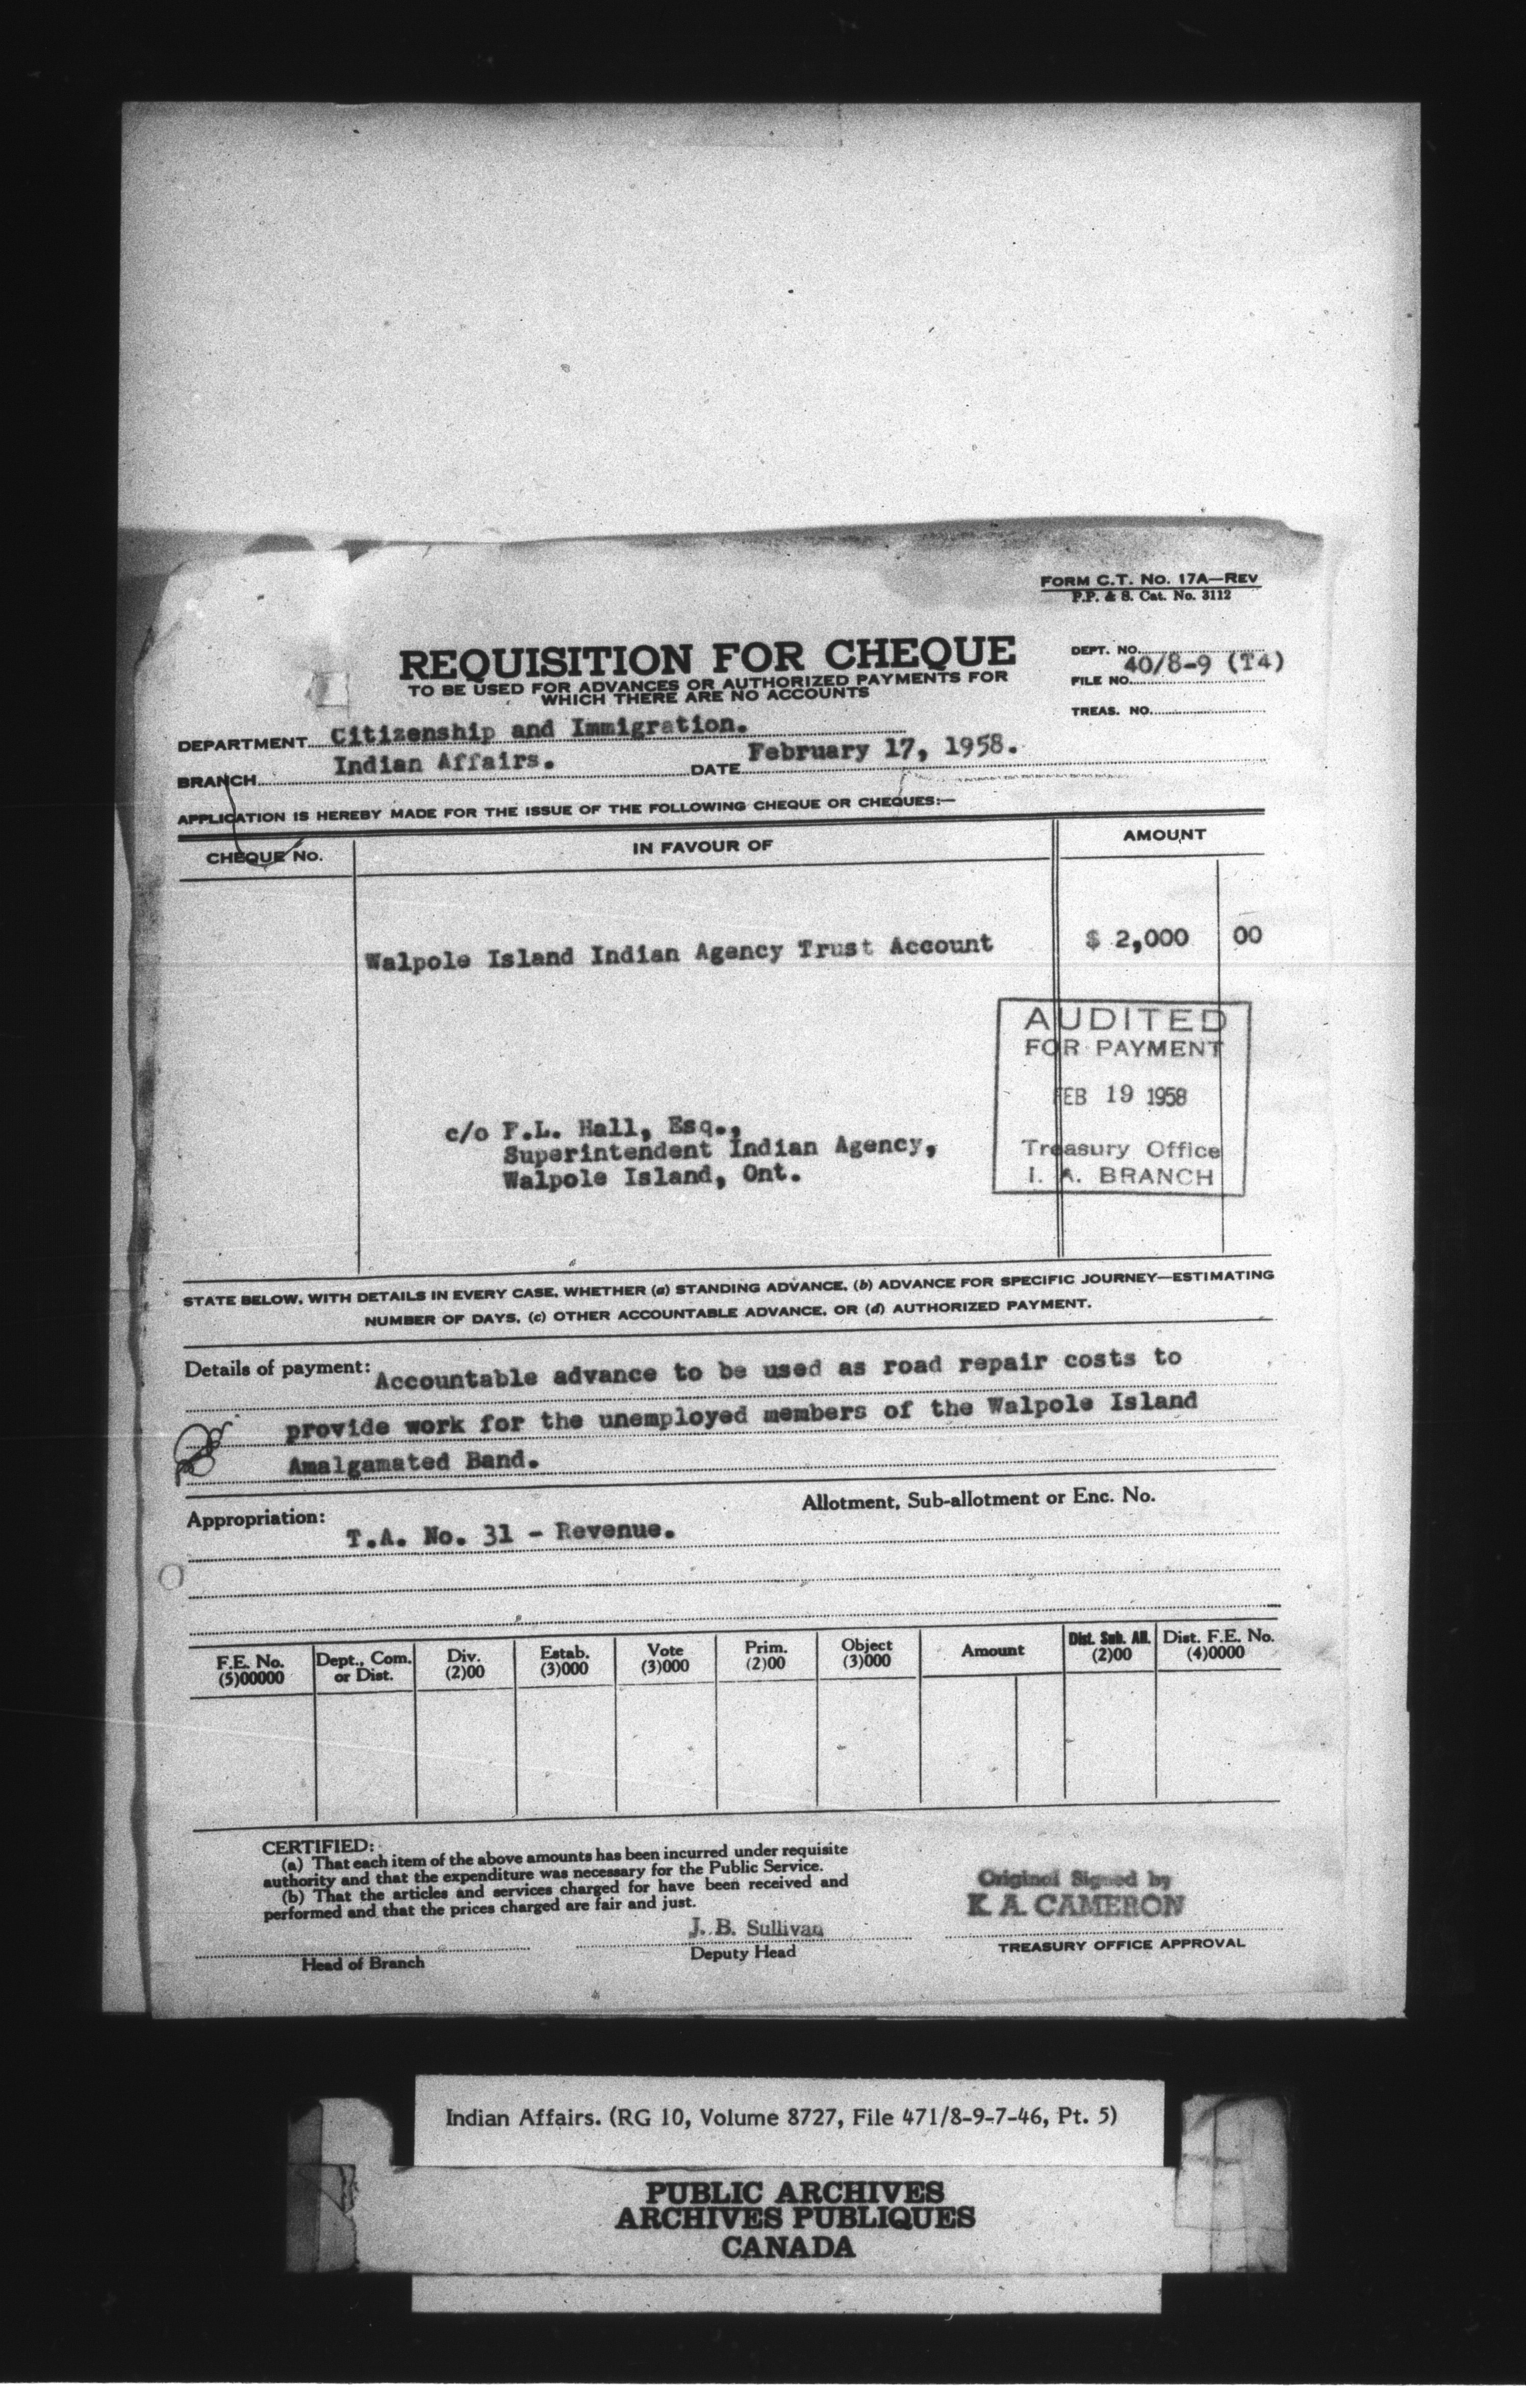 FORM C.T. NO. 17A—REV
P.P. & S. Cat. No. 3112
REQUISITION FOR CHEQUE
TO BE USED FOR ADVANCES OR AUTHORIZED PAYMENTS FOR
WHICH THERE ARE NO ACCOUNTS
DEPT. NO.
FILE NO. 40/8-9 (T4)
TREAS. NO.
DEPARTMENT Citizenship and Immigration.
BRANCH Indian Affairs. DATE February 17, 1958.
APPLICATION IS HEREBY MADE FOR THE ISSUE OF THE FOLLOWING CHEQUE OR CHEQUES:—
CHEQUE NO. IN FAVOUR OF AMOUNT
Walpole Island Indian Agency Trust Account $ 2,000 00
AUDITED
FOR PAYMENT
FEB 19 1958
Treasury Office
I. A. BRANCH
c/o F.L. Hall, Esq.,
Superintendent Indian Agency,
Walpole Island, Ont.
STATE BELOW, WITH DETAILS IN EVERY CASE, WHETHER (a) STANDING ADVANCE, (b) ADVANCE FOR SPECIFIC JOURNEY—ESTIMATING
NUMBER OF DAYS, (c) OTHER ACCOUNTABLE ADVANCE, OR (d) AUTHORIZED PAYMENT.
Details of payment: Accountable advance to be used as road repair costs to
provide work for the unemployed members of the Walpole Island
Amalgamated Band.
Appropriation: Allotment, Sub-allotment or Enc. No.
T.A. No. 31 - Revenue.
F.E. No. (5)00000 Dept., Com. or Dist. Div. (2)00 Estab. (3)000 Vote (3)000 Prim. (2)00 Object (3)000 Amount Dist. Sub. All. (2)00 Dist. F.E. No. (4)0000
CERTIFIED:
(a) That each item of the above amounts has been incurred under requisite
authority and that the expenditure was necessary for the Public Service.
(b) That the articles and services charged for have been received and
performed and that the prices charged are fair and just.
Original Signed by
K. A. CAMERON
J. B. Sullivan
Head of Branch Deputy Head TREASURY OFFICE APPROVAL
Indian Affairs. (RG 10, Volume 8727, File 471/8-9-7-46, Pt. 5)
PUBLIC ARCHIVES
ARCHIVES PUBLIQUES
CANADA